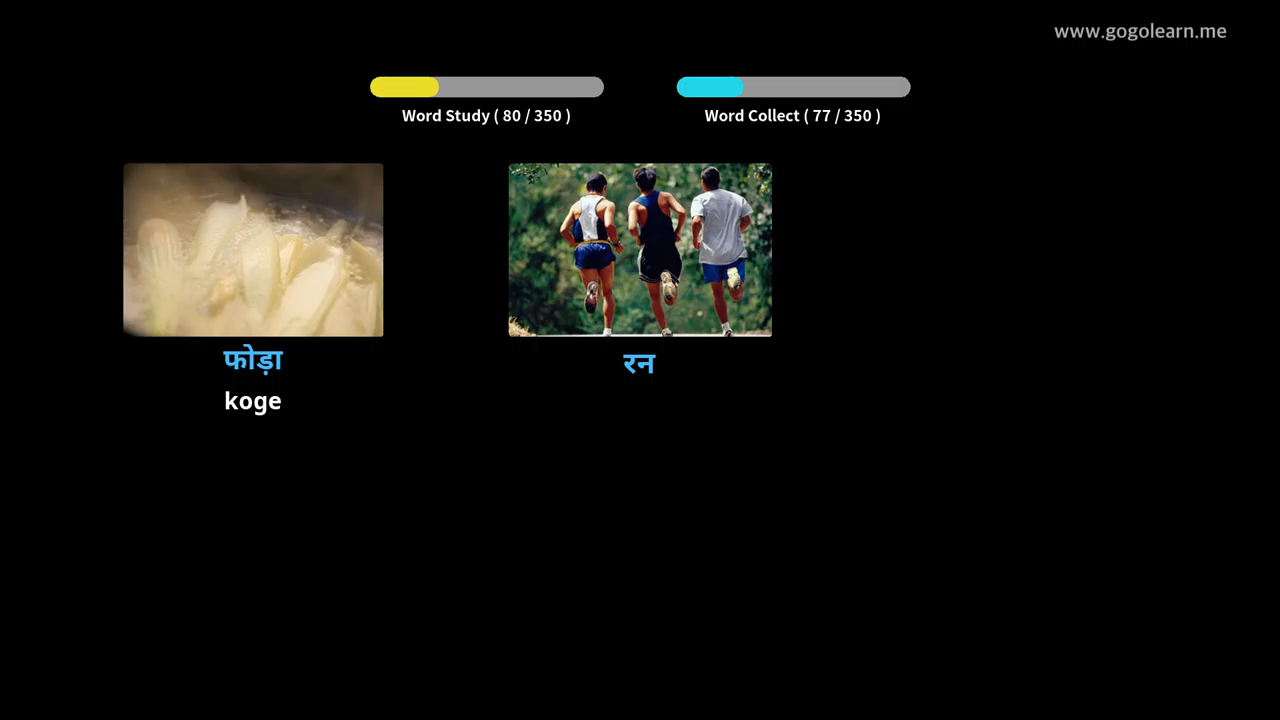 www.gogolearn.me
Word Study ( 80 / 350 )
Word Collect ( 77 / 350 )
फोड़ा
रन
koge